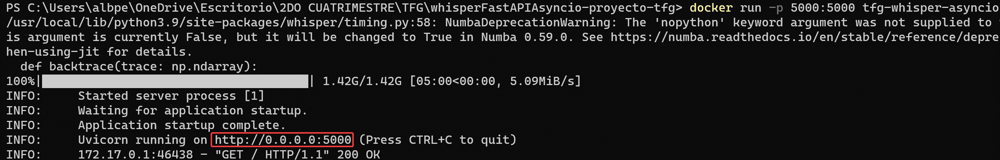 PS C:\Users\albpe\OneDrive\Escritorio\2DO CUATRIMESTRE\TFG\whisperFastAPIAsyncio-proyecto-tfg> docker run -p 5000:5000 tfg-whisper-asyncio
/usr/local/lib/python3.9/site-packages/whisper/timing.py:58: NumbaDeprecationWarning: The 'nopython' keyword argument was not supplied to
is argument is currently False, but it will be changed to True in Numba 0.59.0. See https://numba.readthedocs.io/en/stable/reference/depre
hen-using-jit for details.
  def backtrace(trace: np.ndarray):
100%|| 1.42G/1.42G [05:00<00:00, 5.09MiB/s]
INFO:     Started server process [1]
INFO:     Waiting for application startup.
INFO:     Application startup complete.
INFO:     Uvicorn running on http://0.0.0.0:5000 (Press CTRL+C to quit)
INFO:     172.17.0.1:46438 - "GET / HTTP/1.1" 200 OK